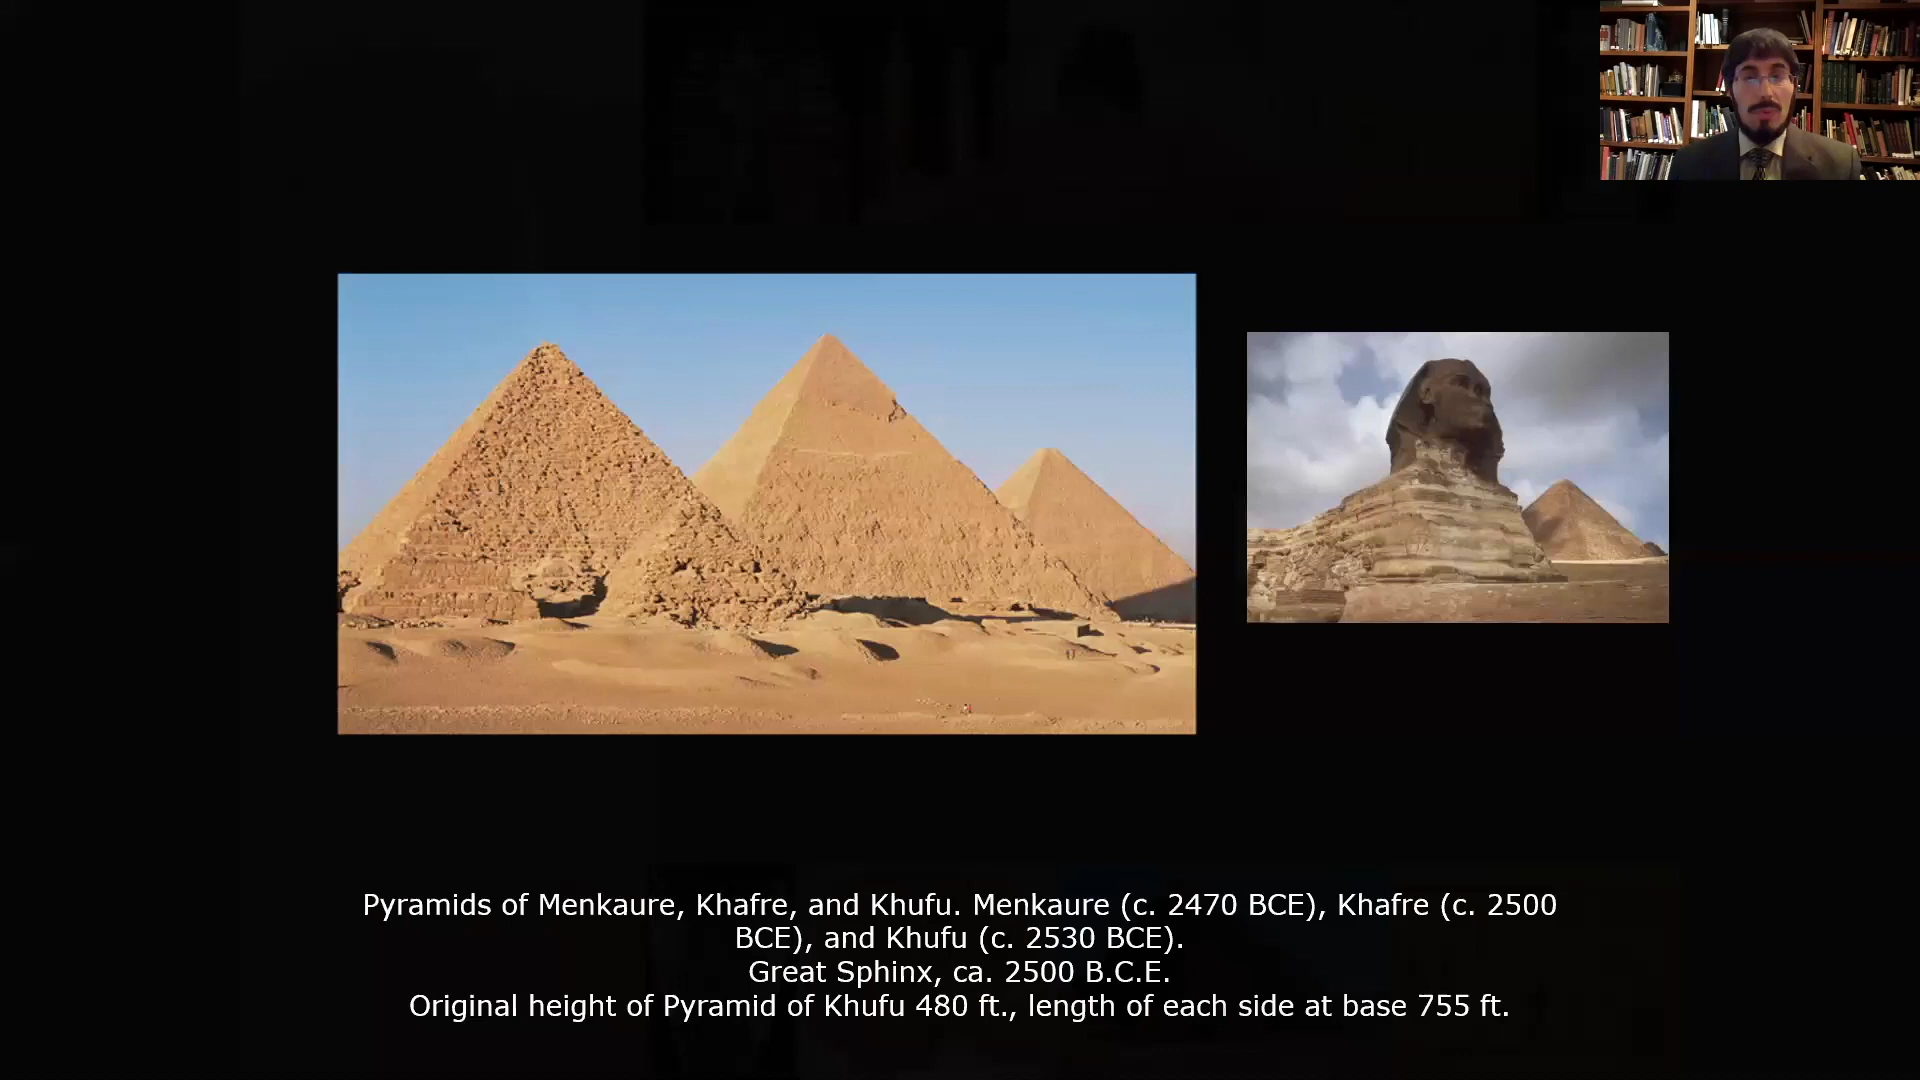 Pyramids of Menkaure, Khafre, and Khufu. Menkaure (c. 2470 BCE), Khafre (c. 2500
BCE), and Khufu (c. 2530 BCE).
Great Sphinx, ca. 2500 B.C.E.
Original height of Pyramid of Khufu 480 ft., length of each side at base 755 ft.